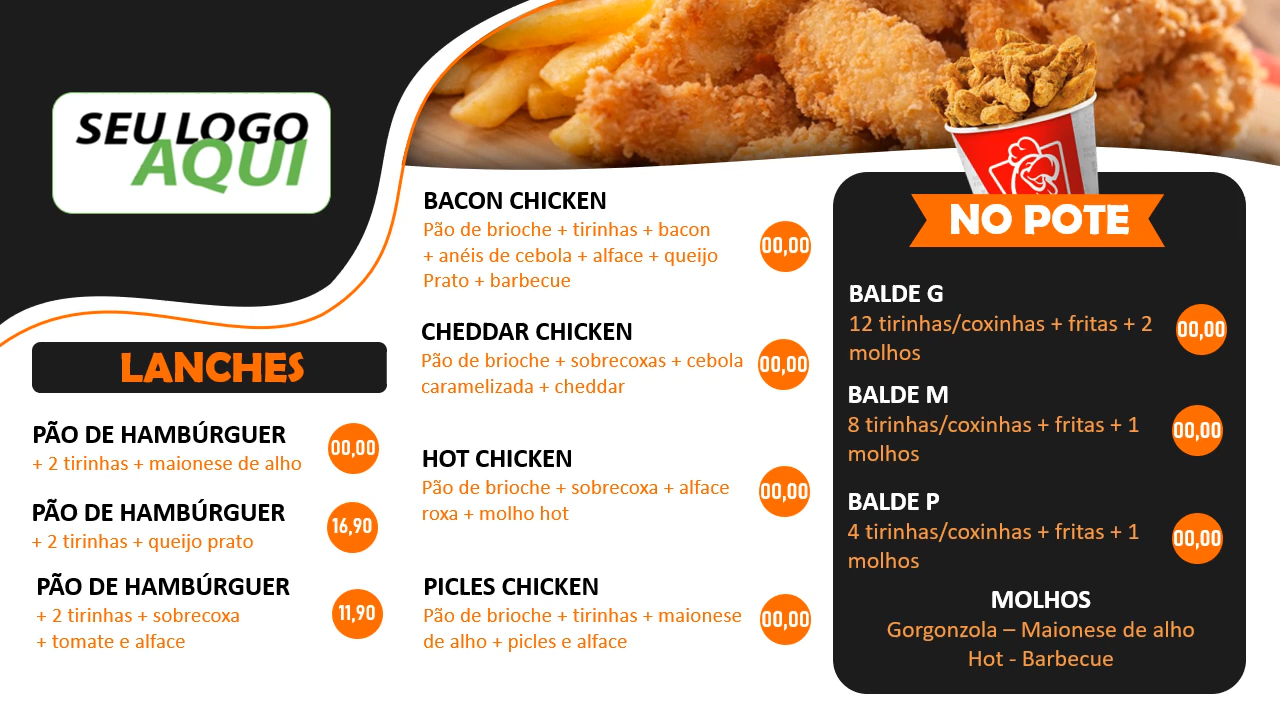 SEU LOGO
AQUI
LANCHES
PÃO DE HAMBÚRGUER
+ 2 tirinhas + maionese de alho
00,00
PÃO DE HAMBÚRGUER
+ 2 tirinhas + queijo prato
16,90
PÃO DE HAMBÚRGUER
+ 2 tirinhas + sobrecoxa
+ tomate e alface
11,90
BACON CHICKEN
Pão de brioche + tirinhas + bacon
+ anéis de cebola + alface + queijo
Prato + barbecue
00,00
CHEDDAR CHICKEN
Pão de brioche + sobrecoxas + cebola
caramelizada + cheddar
00,00
HOT CHICKEN
Pão de brioche + sobrecoxa + alface
roxa + molho hot
00,00
PICLES CHICKEN
Pão de brioche + tirinhas + maionese
de alho + picles e alface
00,00
NO POTE
BALDE G
12 tirinhas/coxinhas + fritas + 2
molhos
00,00
BALDE M
8 tirinhas/coxinhas + fritas + 1
molhos
00,00
BALDE P
4 tirinhas/coxinhas + fritas + 1
molhos
00,00
MOLHOS
Gorgonzola – Maionese de alho
Hot - Barbecue